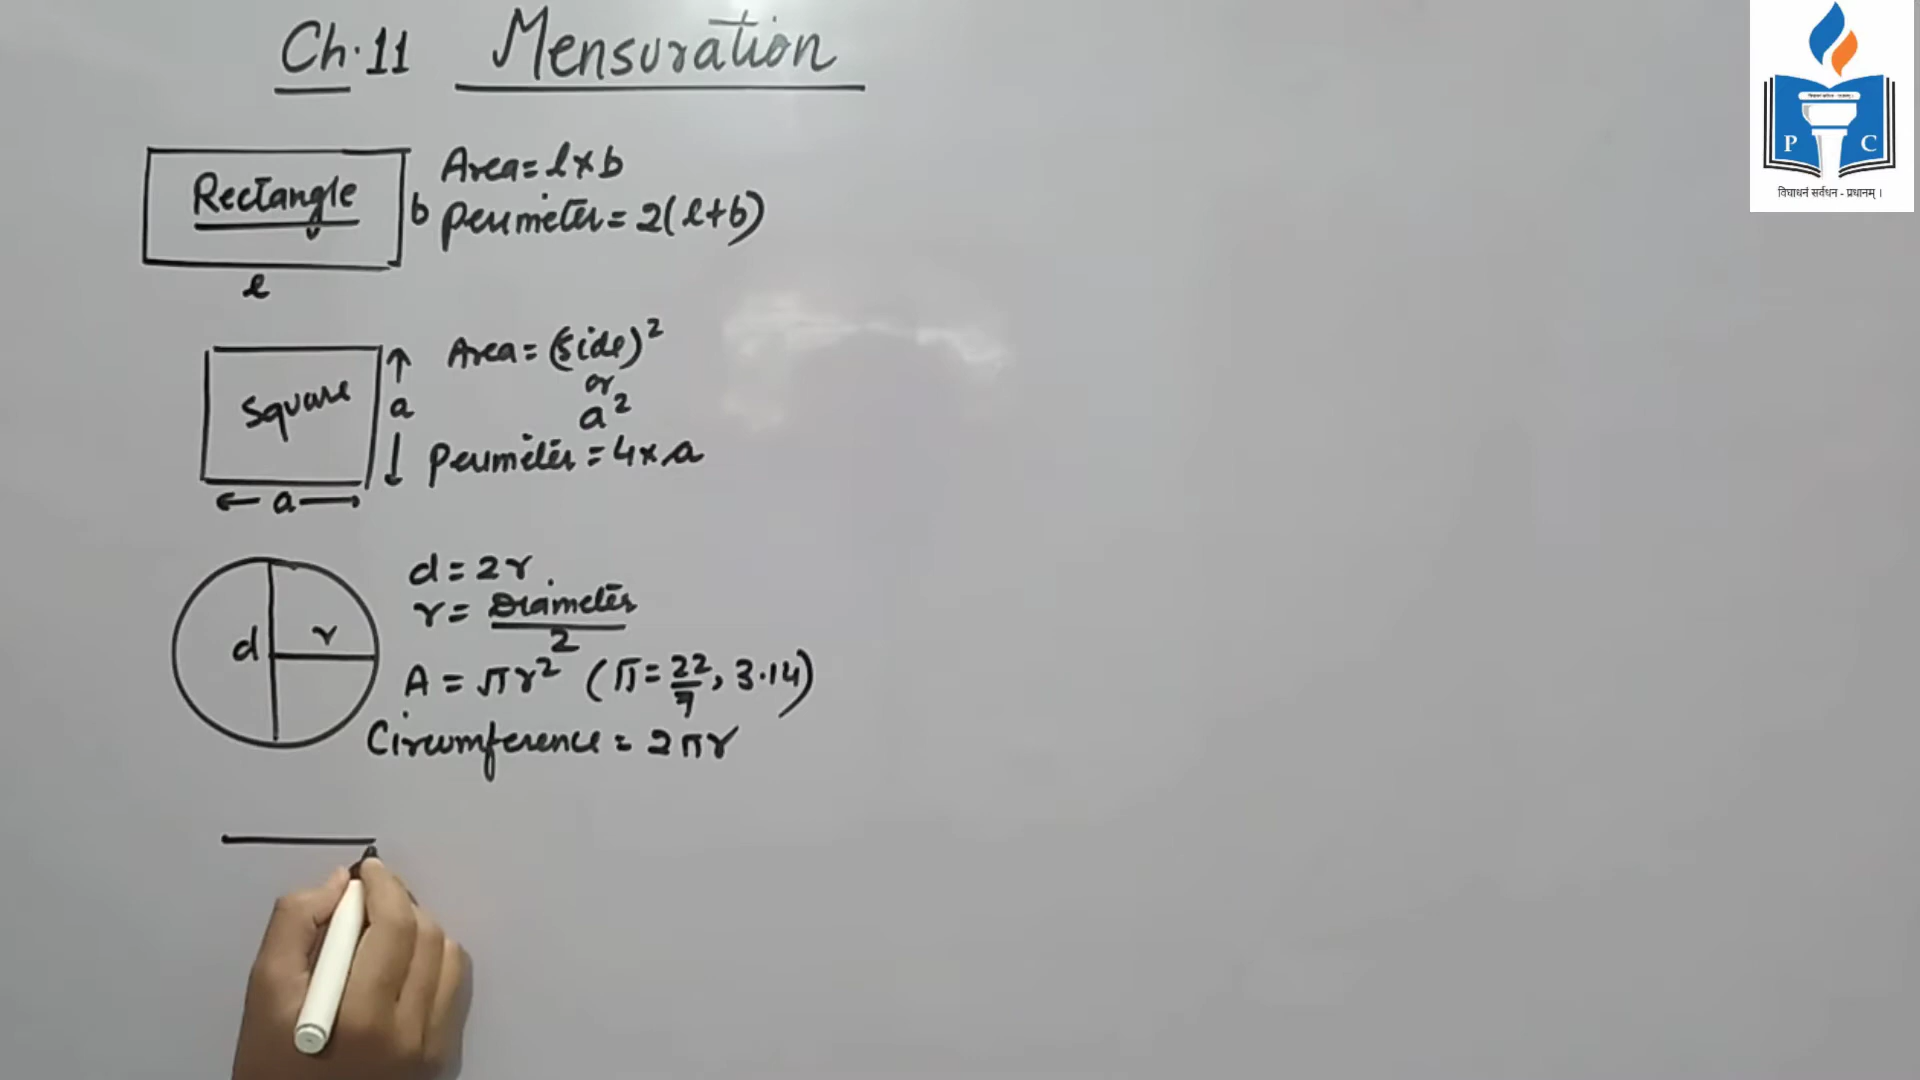 Ch.11 Mensuration
Rectangle
b
l
Area = l×b
Perimeter = 2(l+b)
Square
a
a
Area = (Side)²
or
a²
Perimeter = 4×a
d
r
d = 2r
r = Diameter/2
A = πr² (π = 22/7, 3.14)
Circumference = 2πr
P C